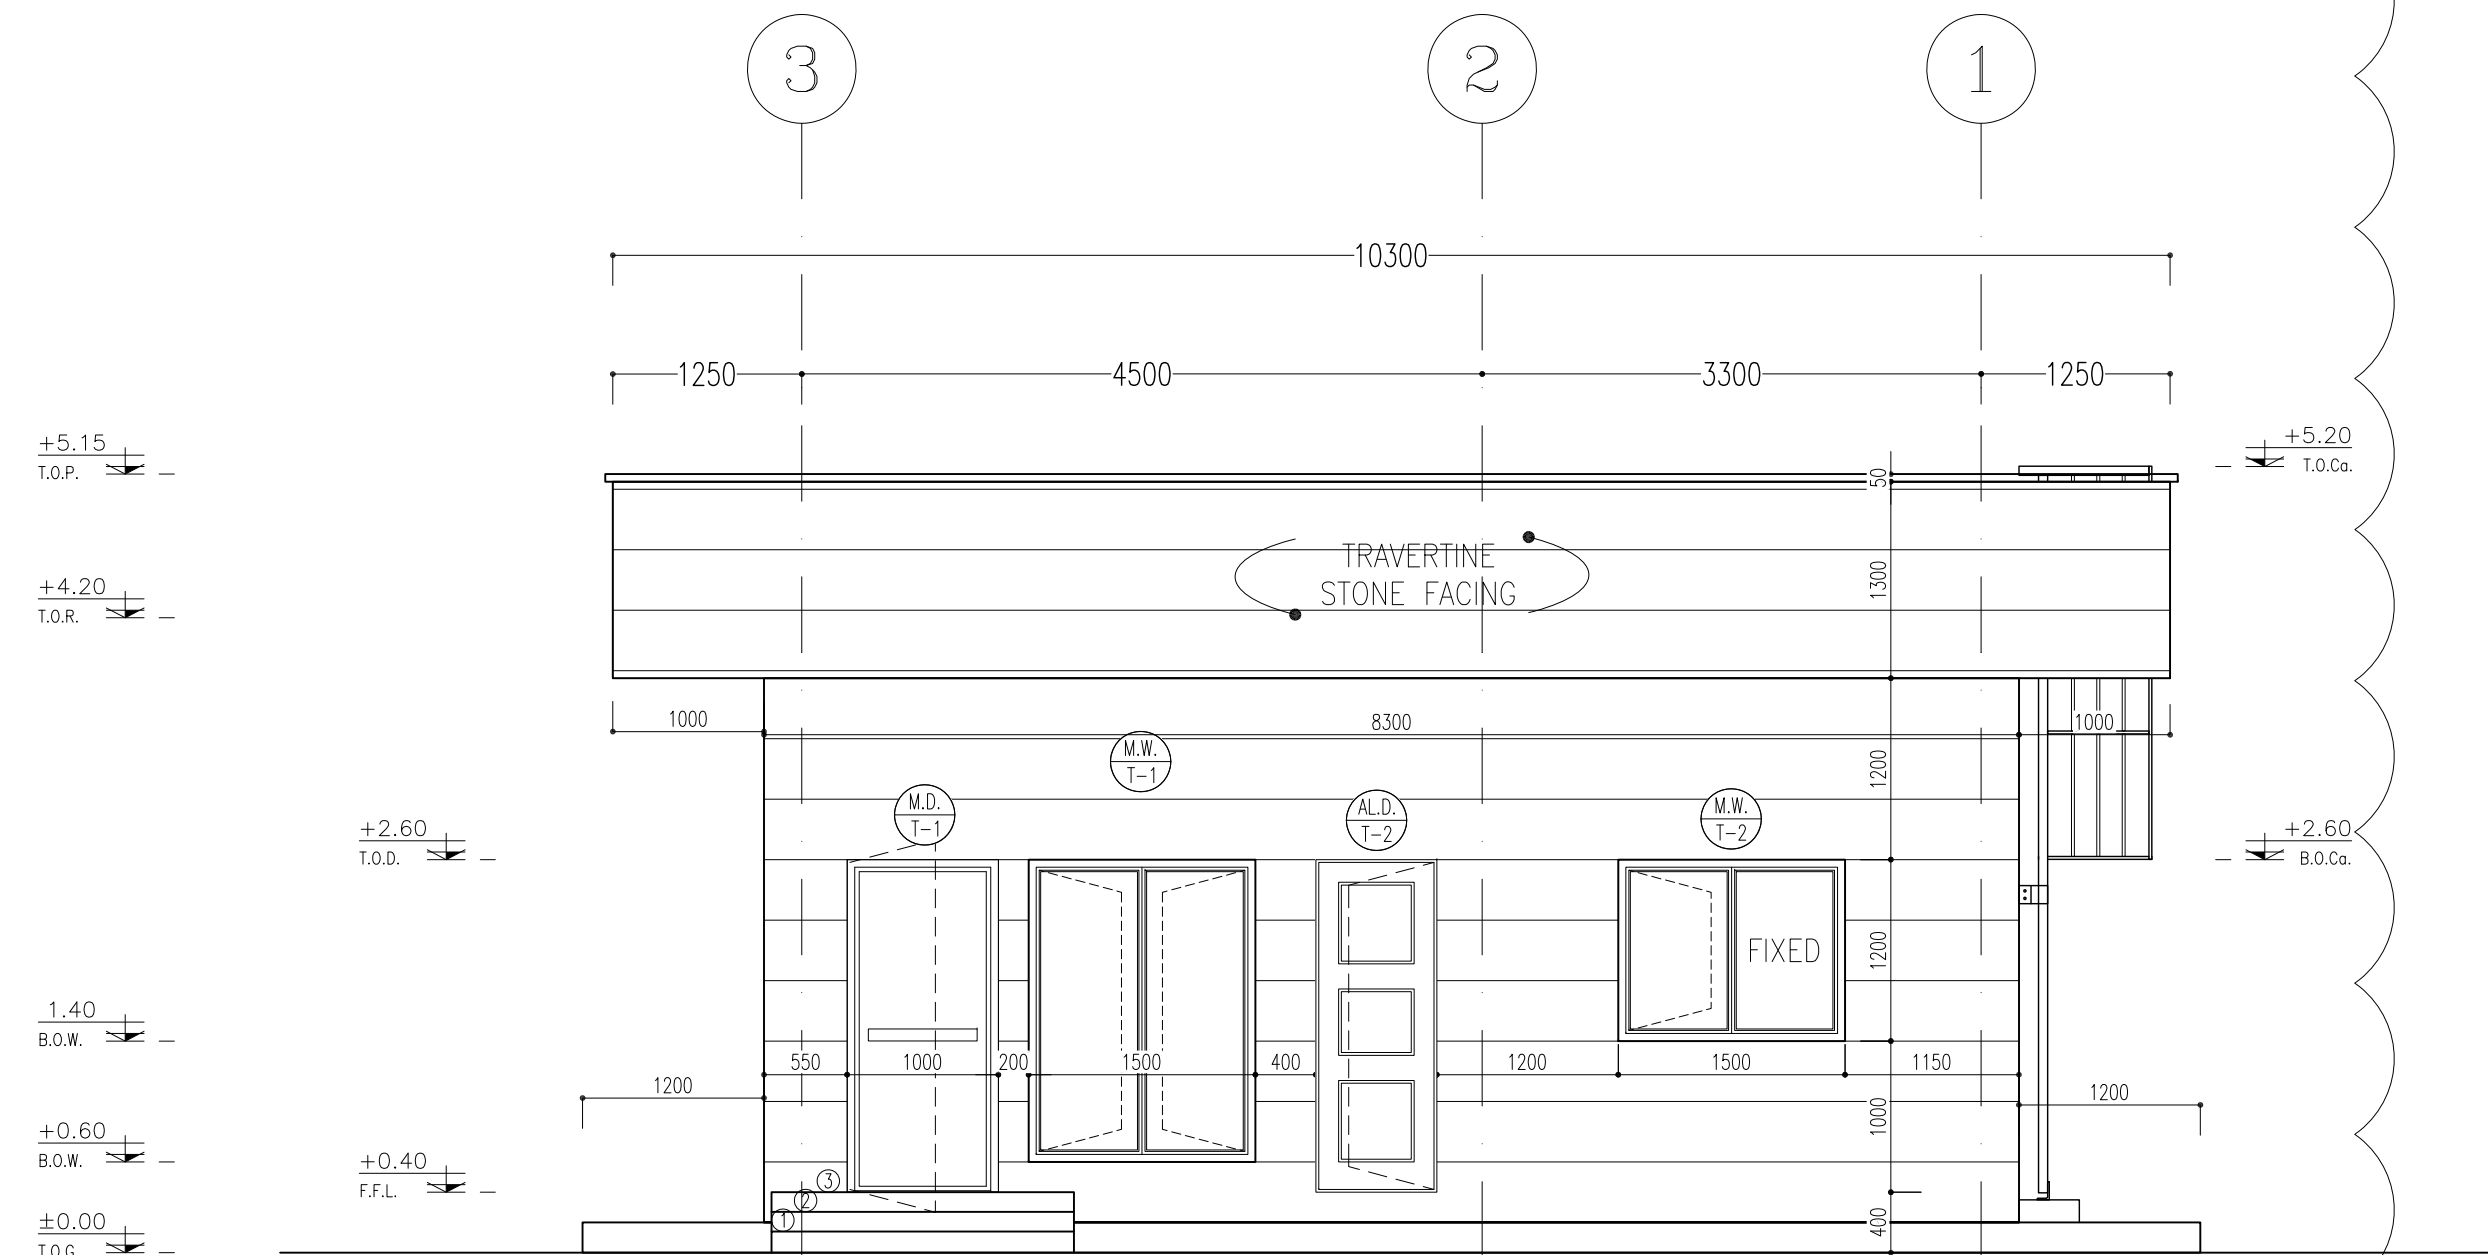 3
2
1
10300
1250
4500
3300
1250
+5.15
T.O.P.
+5.20
T.O.Ca.
50
TRAVERTINE
STONE FACING
1300
+4.20
T.O.R.
1000
8300
1000
M.W.
T-1
1200
M.D.
T-1
AL.D.
T-2
M.W.
T-2
+2.60
T.O.D.
+2.60
B.O.Ca.
FIXED
1200
1.40
B.O.W.
550
1000
200
1500
400
1200
1500
1150
1200
1200
1000
+0.60
B.O.W.
+0.40
F.F.L.
3
2
1
400
±0.00
T.O.G.